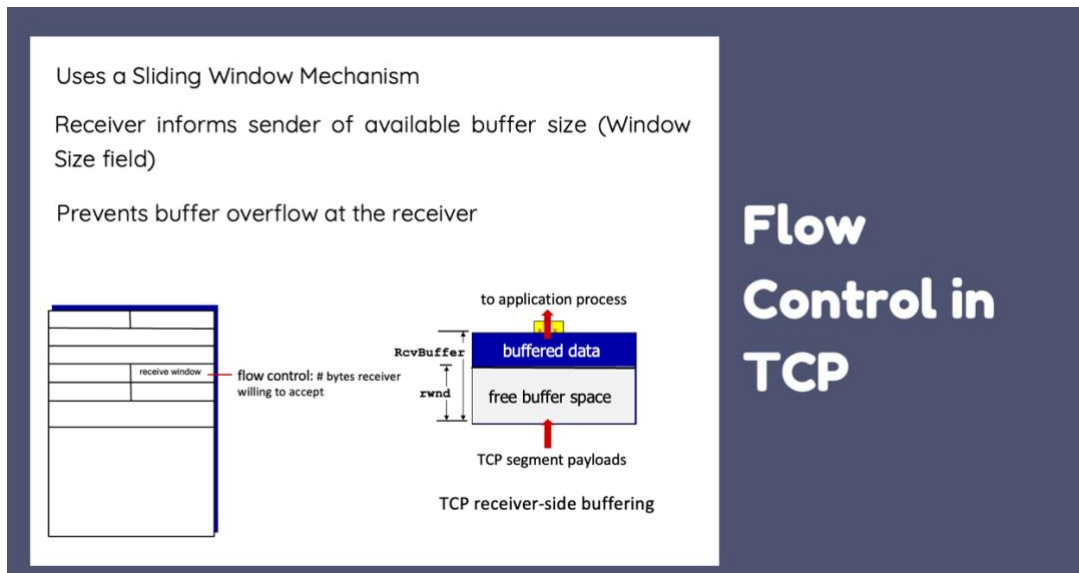 Uses a Sliding Window Mechanism
Receiver informs sender of available buffer size (Window
Size field)
Prevents buffer overflow at the receiver
receive window
flow control: # bytes receiver
willing to accept
to application process
RcvBuffer
buffered data
rwnd
free buffer space
TCP segment payloads
TCP receiver-side buffering
Flow
Control in
TCP